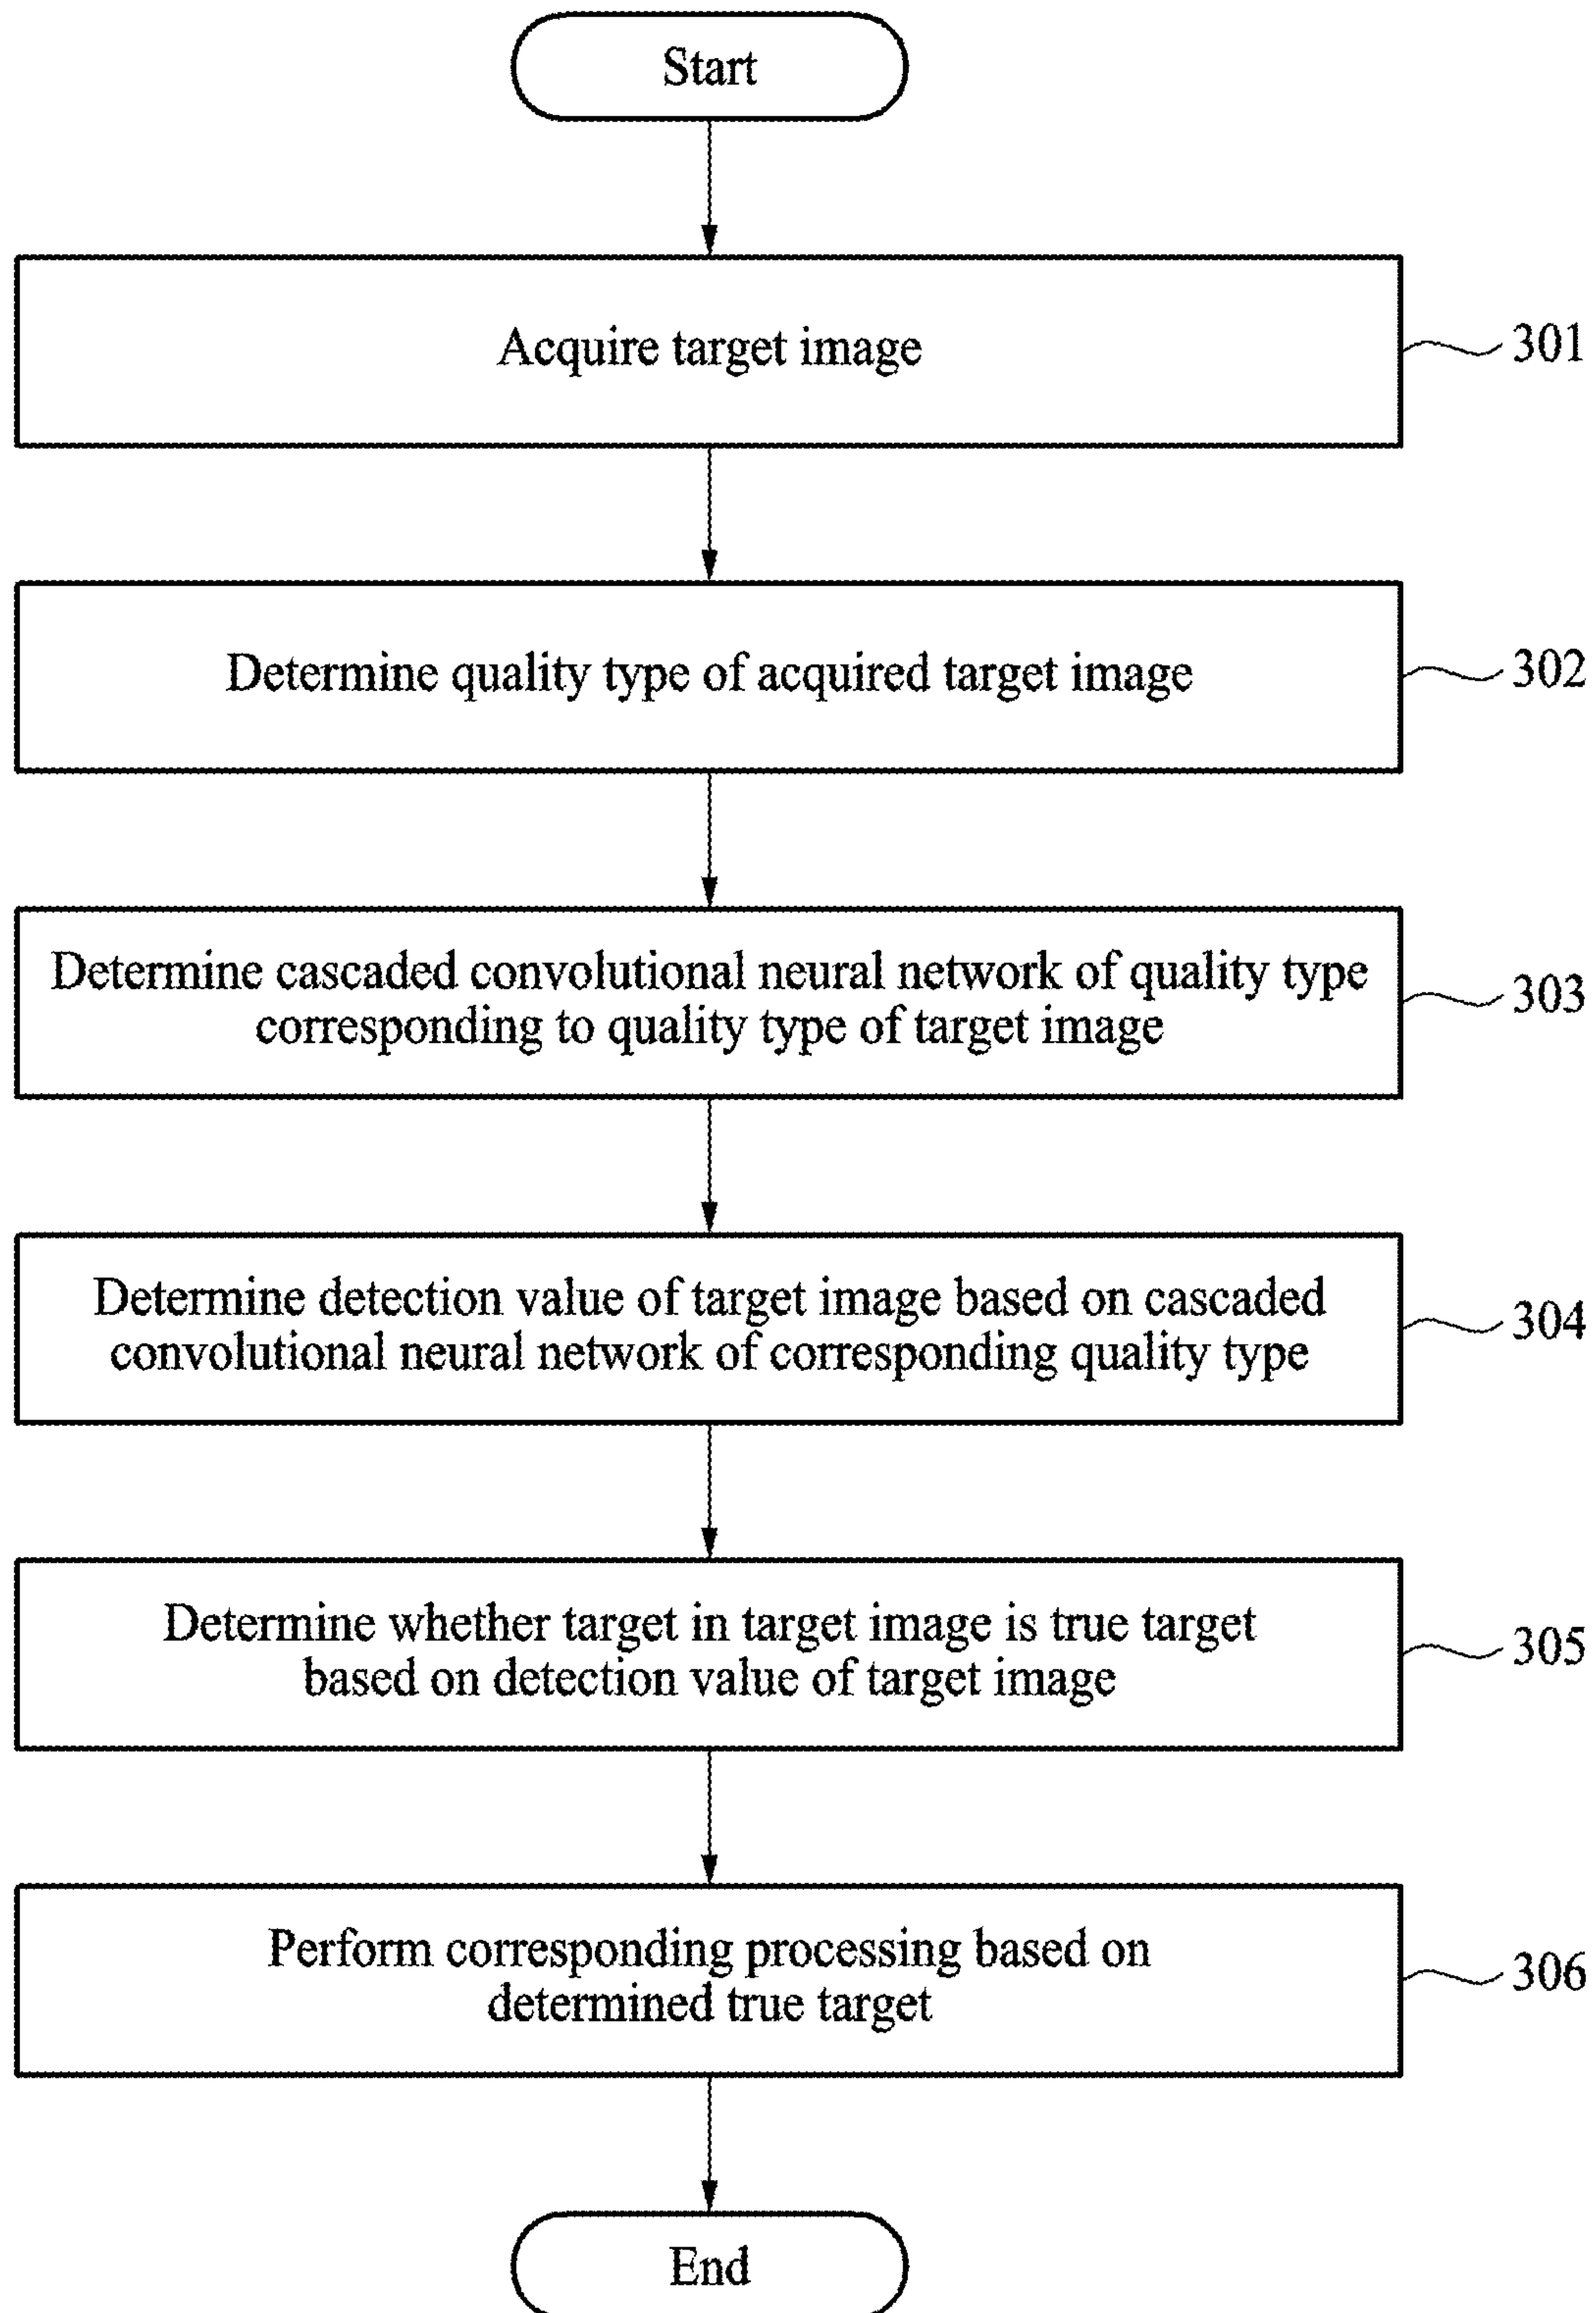 Start
Acquire target image
301
Determine quality type of acquired target image
302
Determine cascaded convolutional neural network of quality type
corresponding to quality type of target image
303
Determine detection value of target image based on cascaded
convolutional neural network of corresponding quality type
304
Determine whether target in target image is true target
based on detection value of target image
305
Perform corresponding processing based on
determined true target
306
End